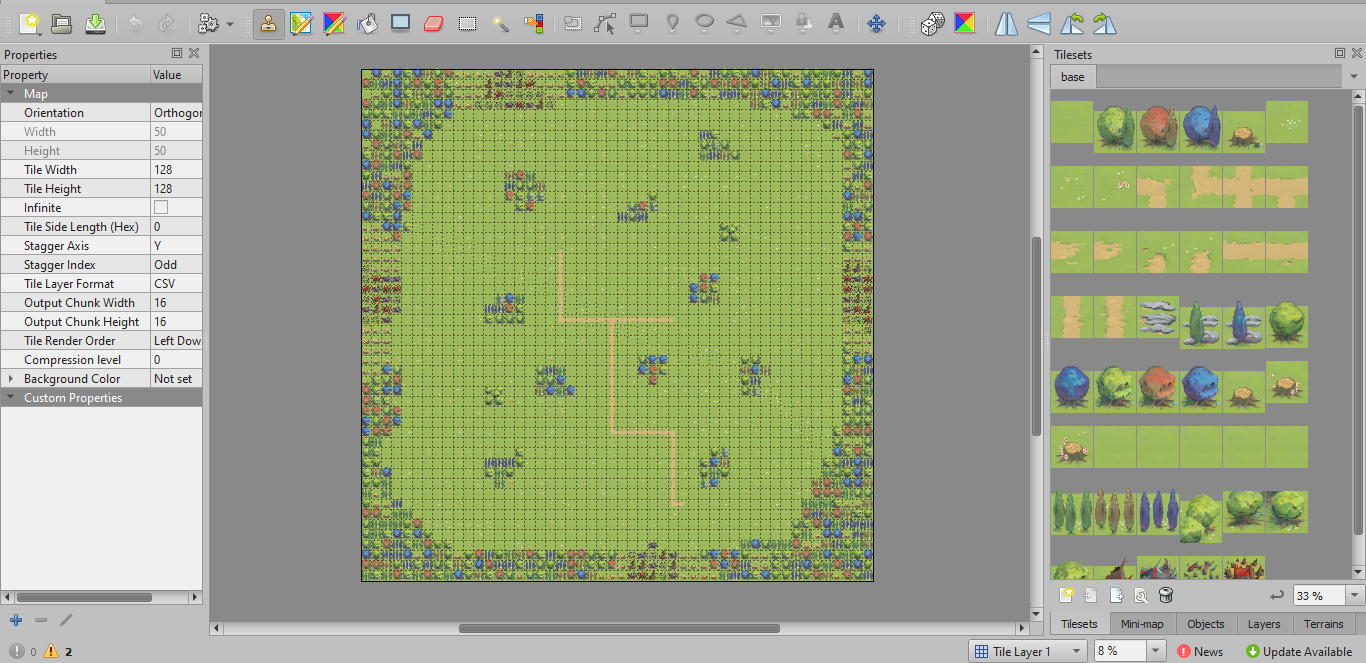 Properties
Property Value
Map
Orientation Orthogor
Width 50
Height 50
Tile Width 128
Tile Height 128
Infinite
Tile Side Length (Hex) 0
Stagger Axis Y
Stagger Index Odd
Tile Layer Format CSV
Output Chunk Width 16
Output Chunk Height 16
Tile Render Order Left Dow
Compression level 0
Background Color Not set
Custom Properties
0 2
Tilesets
base
33 %
Tilesets Mini-map Objects Layers Terrains
Tile Layer 1 8 % News Update Available